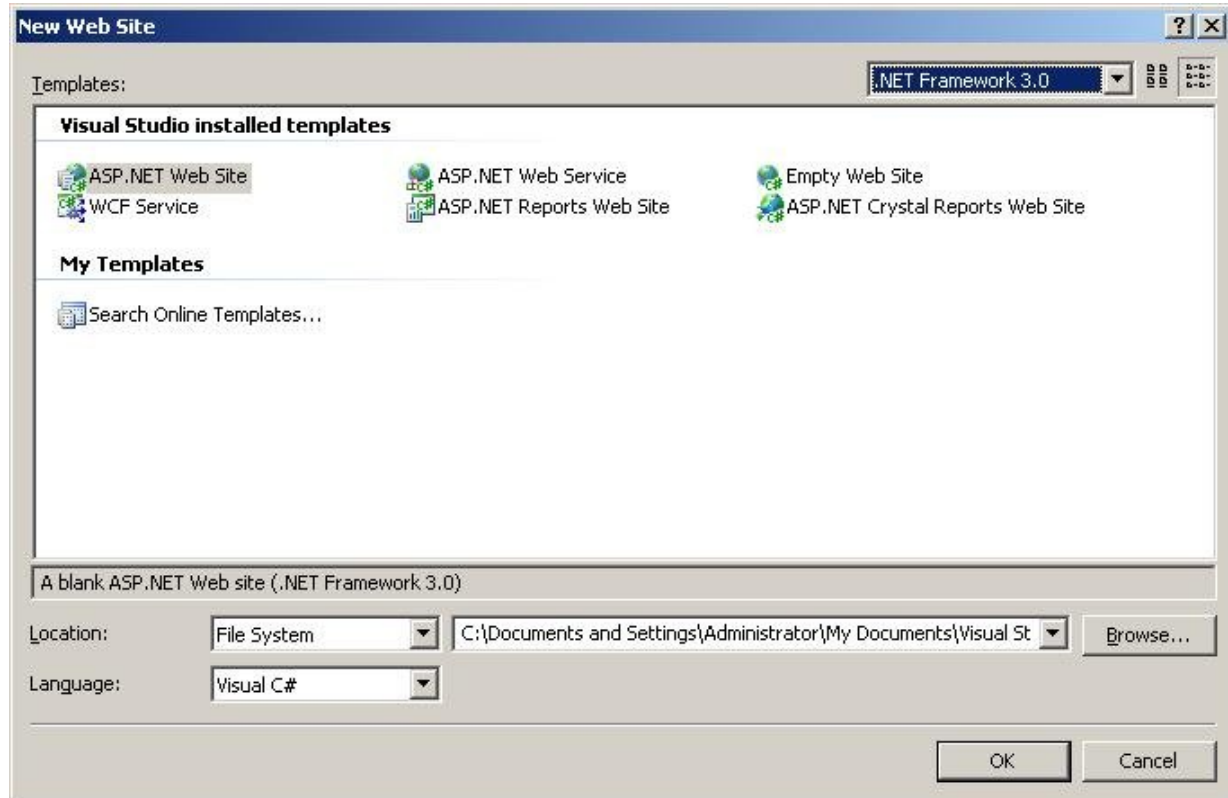 New Web Site
Templates:
.NET Framework 3.0
Visual Studio installed templates
ASP.NET Web Site ASP.NET Web Service Empty Web Site
WCF Service ASP.NET Reports Web Site ASP.NET Crystal Reports Web Site
My Templates
Search Online Templates...
A blank ASP.NET Web site (.NET Framework 3.0)
Location: File System C:\Documents and Settings\Administrator\My Documents\Visual St Browse...
Language: Visual C#
OK Cancel